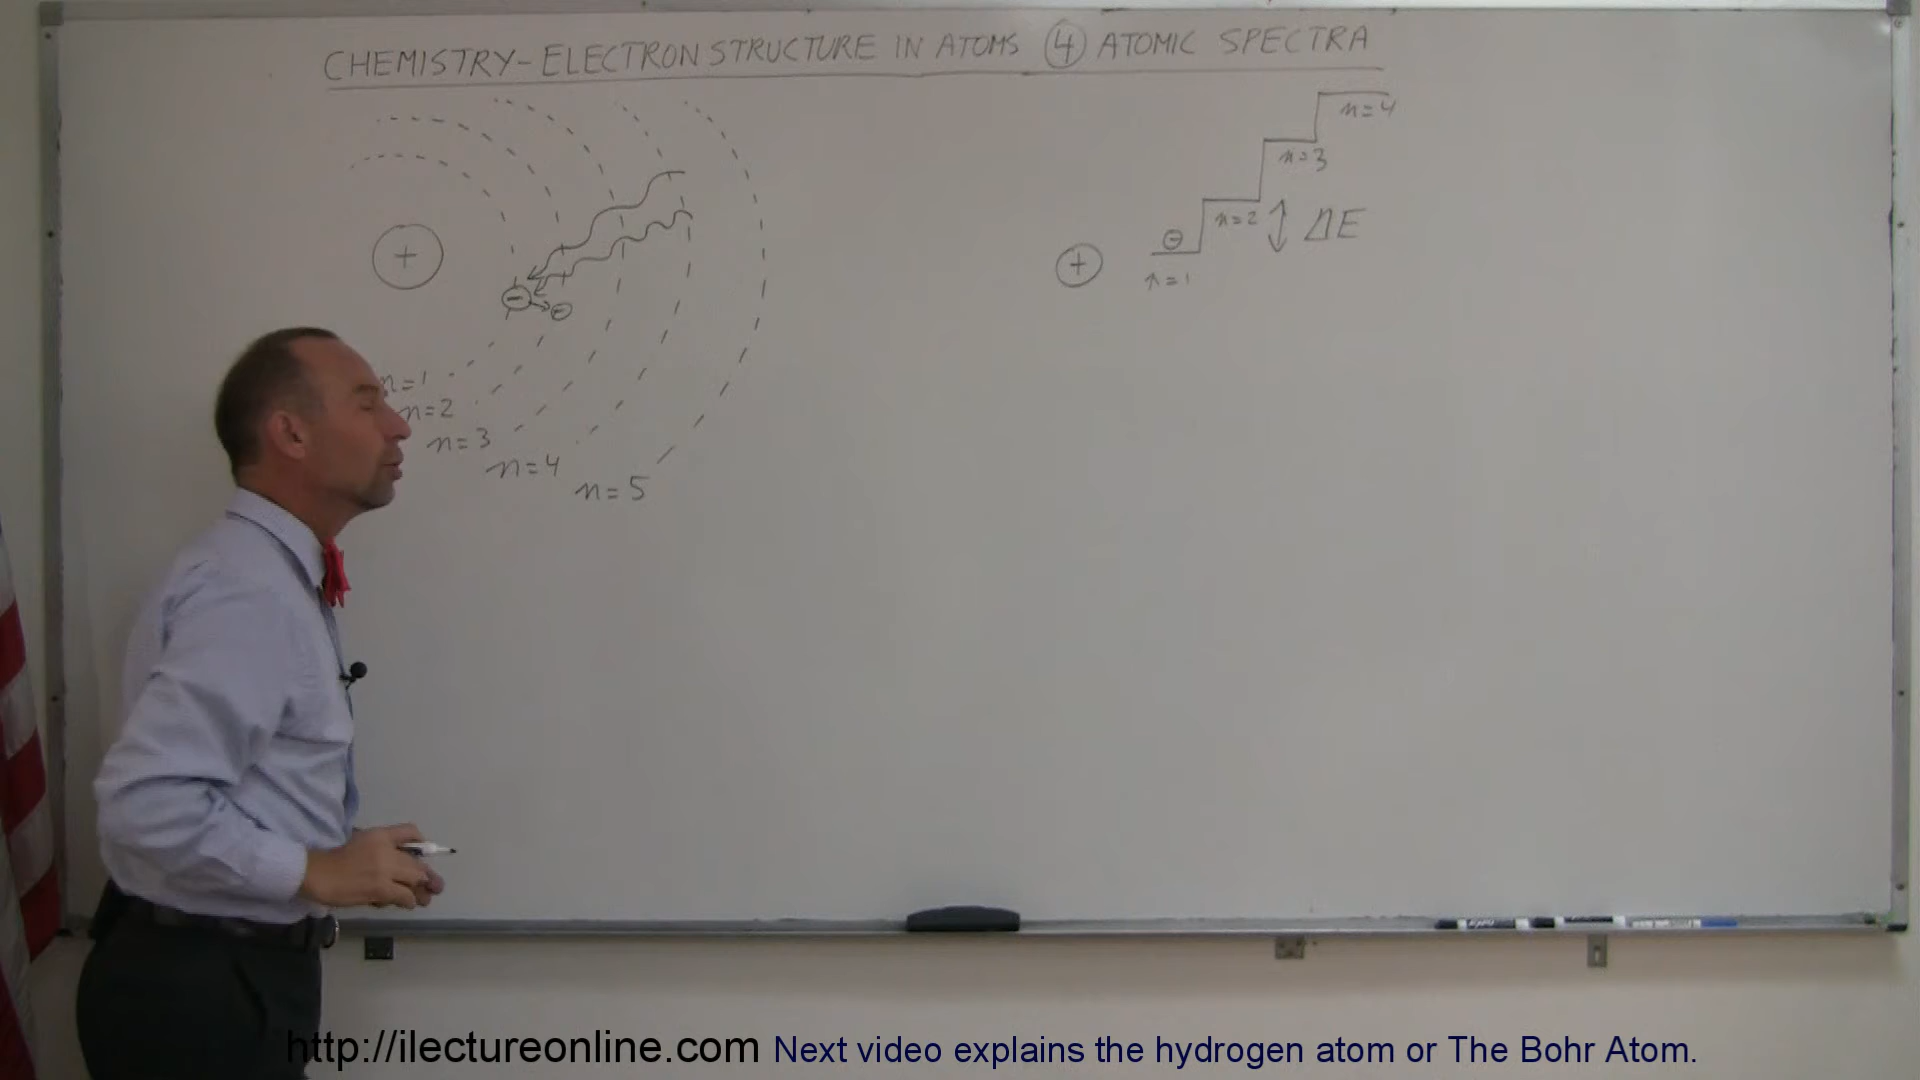 CHEMISTRY-ELECTRON STRUCTURE IN ATOMS ④ ATOMIC SPECTRA
n=4
n=3
n=2 ΔE
+ −
n=1
+
− −
n=1
n=2
n=3
n=4
n=5
http://ilectureonline.com Next video explains the hydrogen atom or The Bohr Atom.